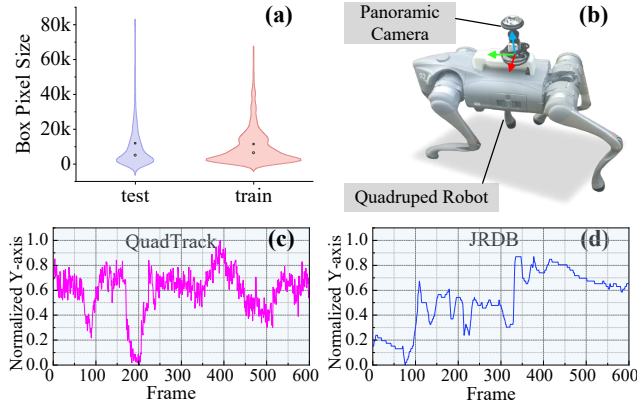 (a)
80k
60k
40k
20k
0
Box Pixel Size
test
train
Panoramic
Camera
(b)
Quadruped Robot
QuadTrack
(c)
1.0
0.8
0.6
0.4
0.2
0.0
Normalized Y-axis
0
100
200
300
400
500
600
Frame
JRDB
(d)
1.0
0.8
0.6
0.4
0.2
0.0
Normalized Y-axis
0
100
200
300
400
500
600
Frame